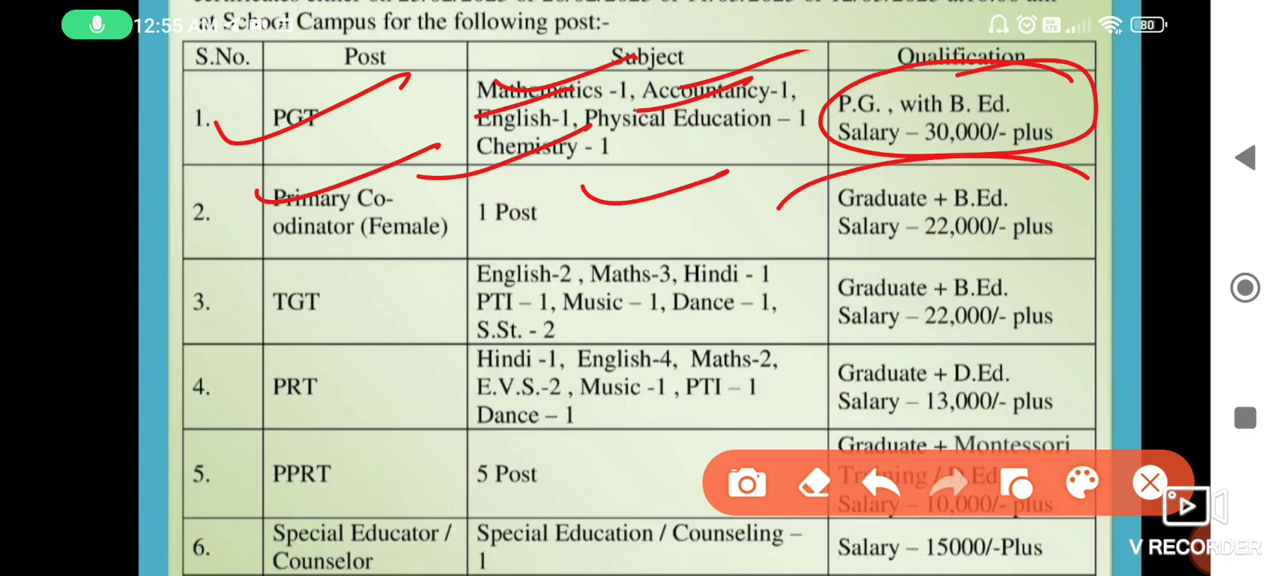 12:55 AM
80
at School Campus for the following post:-
S.No. Post Subject Qualification
1. PGT Mathematics -1, Accountancy-1,
English-1, Physical Education – 1
Chemistry - 1
P.G. , with B. Ed.
Salary – 30,000/- plus
2. Primary Co-
odinator (Female)
1 Post
Graduate + B.Ed.
Salary – 22,000/- plus
3. TGT
English-2 , Maths-3, Hindi - 1
PTI – 1, Music – 1, Dance – 1,
S.St. - 2
Graduate + B.Ed.
Salary – 22,000/- plus
4. PRT
Hindi -1, English-4, Maths-2,
E.V.S.-2 , Music -1 , PTI – 1
Dance – 1
Graduate + D.Ed.
Salary – 13,000/- plus
5. PPRT
5 Post
Graduate + Montessori
Training / D.Ed
Salary – 10,000/- plus
6. Special Educator /
Counselor
Special Education / Counseling –
1
Salary – 15000/-Plus
V RECORDER